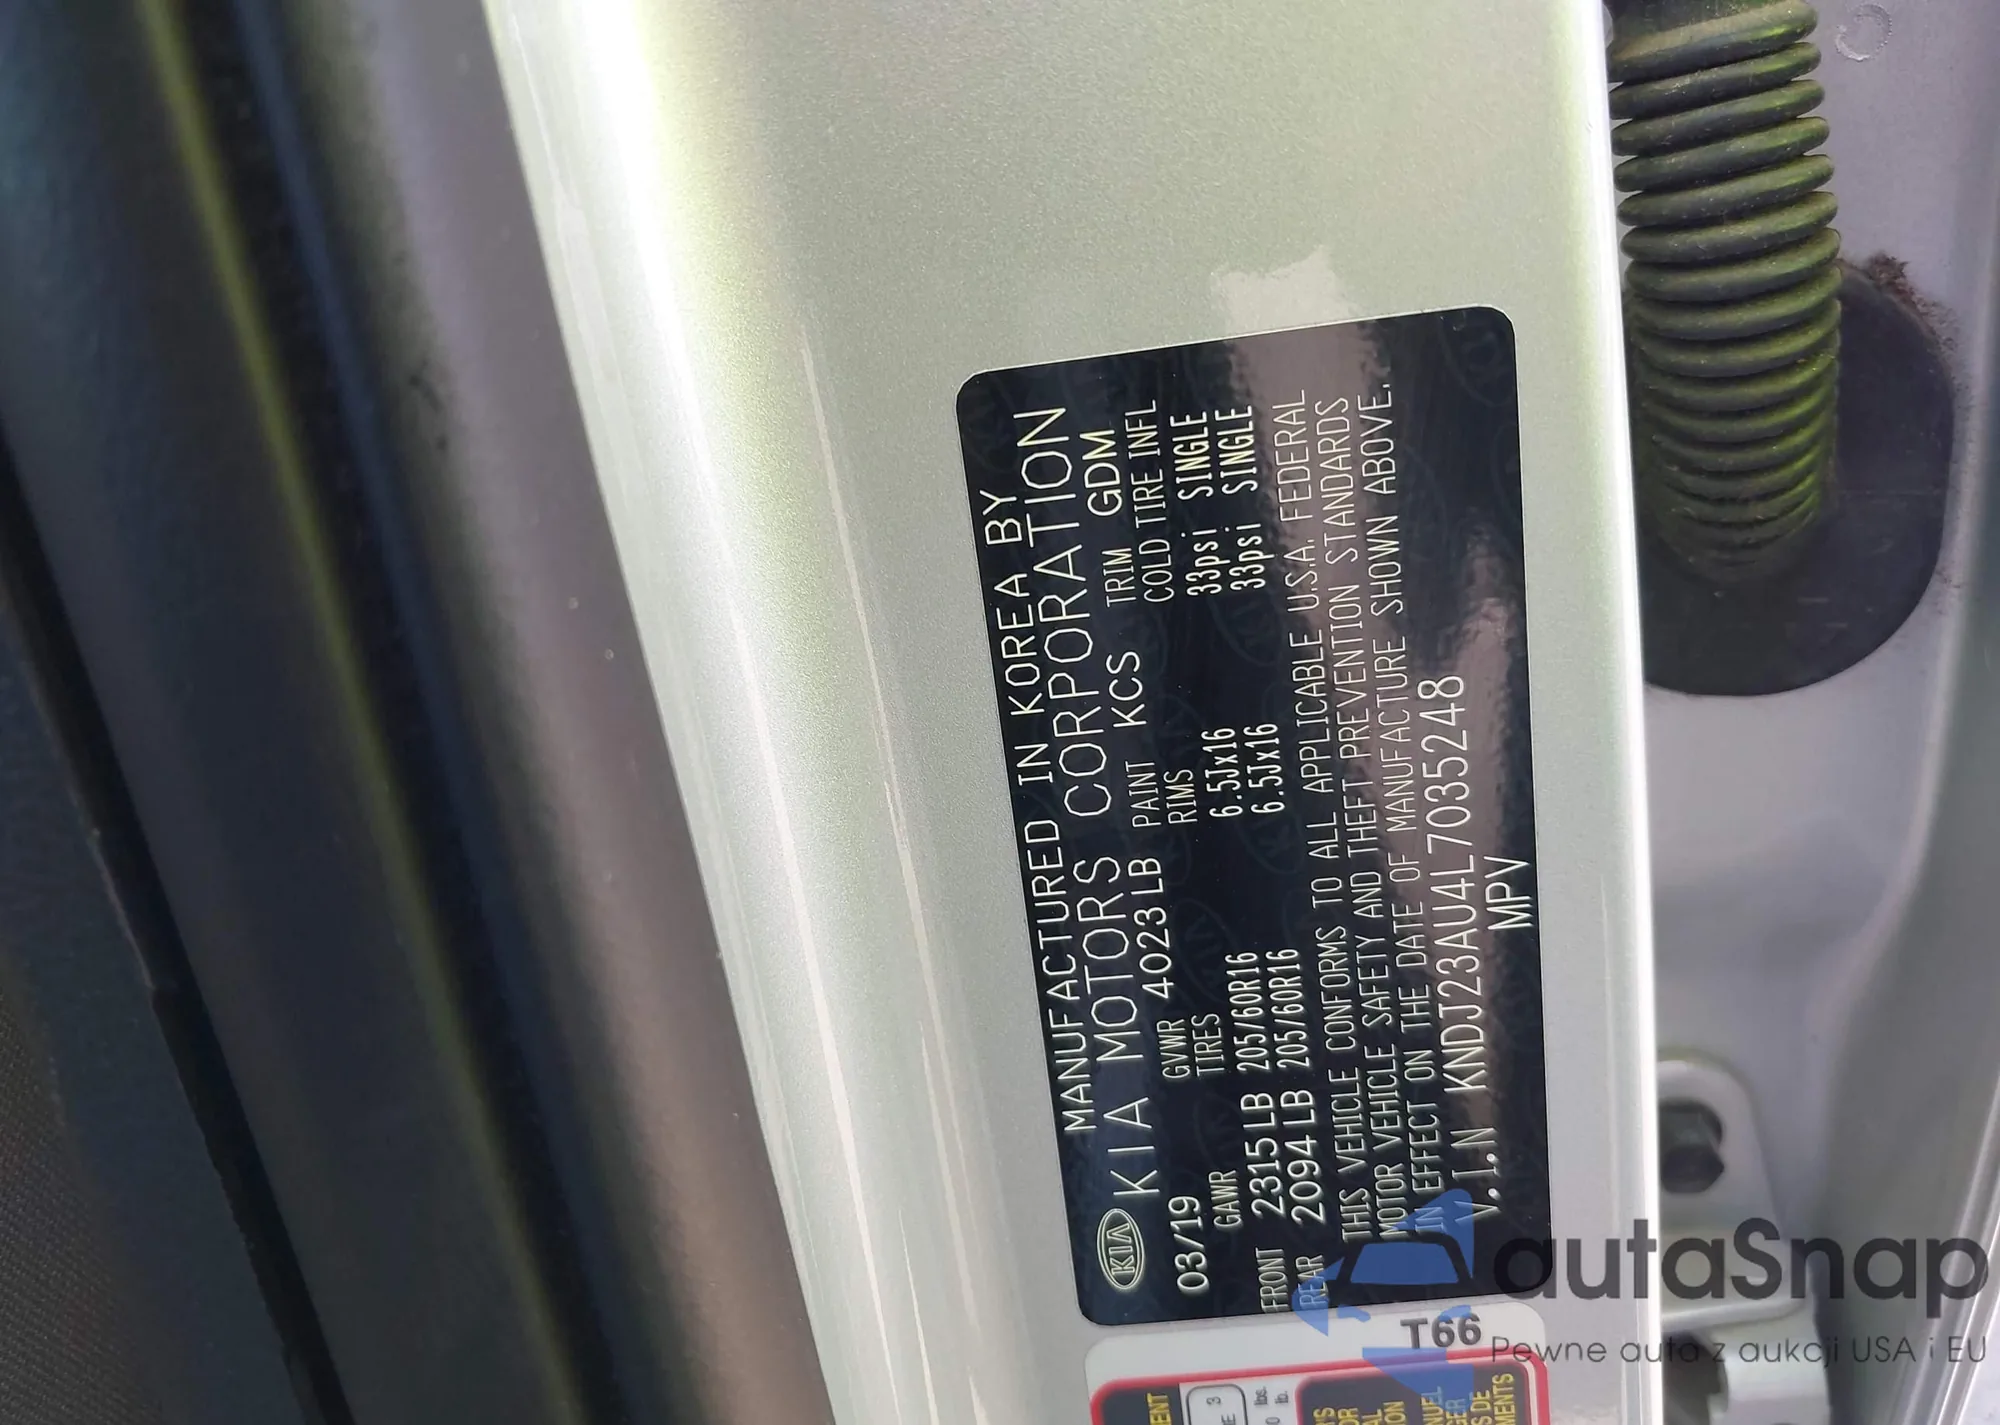 MANUFACTURED IN KOREA BY
KIA KIA MOTORS CORPORATION
03/19 GVWR 4023 LB PAINT KCS TRIM GDM
GAWR TIRES RIMS COLD TIRE INFL
FRONT 2315 LB 205/60R16 6.5Jx16 33psi SINGLE
REAR 2094 LB 205/60R16 6.5Jx16 33psi SINGLE
THIS VEHICLE CONFORMS TO ALL APPLICABLE U.S.A. FEDERAL
MOTOR VEHICLE SAFETY AND THEFT PREVENTION STANDARDS
IN EFFECT ON THE DATE OF MANUFACTURE SHOWN ABOVE.
V.I.N KNDJ23AU4L7035248
MPV
T66
autaSnap
Pewne auta z aukcji USA i EU